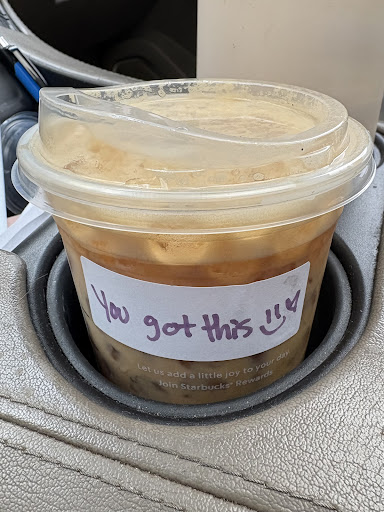 You got this
Let us add a little joy to your day
Join Starbucks® Rewards